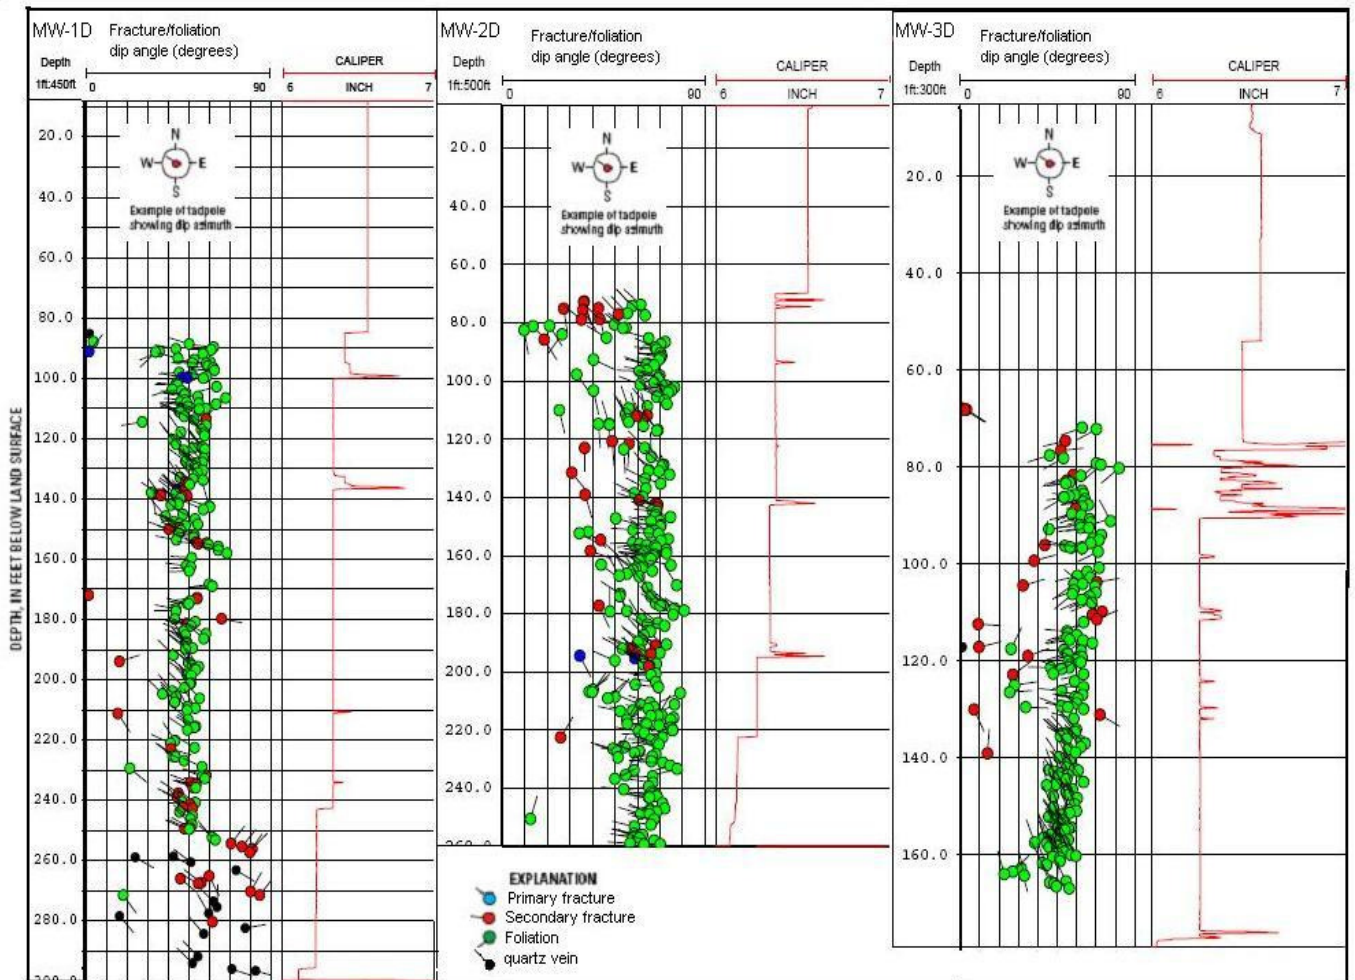 MW-1D Fracture/foliation
dip angle (degrees)
Depth
1ft:450ft
0 90
CALIPER
6 INCH 7
MW-2D Fracture/foliation
dip angle (degrees)
Depth
1ft:500ft
0 90
CALIPER
6 INCH 7
MW-3D Fracture/foliation
dip angle (degrees)
Depth
1ft:300ft
0 90
CALIPER
6 INCH 7
DEPTH, IN FEET BELOW LAND SURFACE
20.0
40.0
60.0
80.0
100.0
120.0
140.0
160.0
180.0
200.0
220.0
240.0
260.0
280.0
N
W E
S
Example of tadpole
showing dip azimuth
20.0
40.0
60.0
80.0
100.0
120.0
140.0
160.0
180.0
200.0
220.0
240.0
N
W E
S
Example of tadpole
showing dip azimuth
20.0
40.0
60.0
80.0
100.0
120.0
140.0
160.0
N
W E
S
Example of tadpole
showing dip azimuth
EXPLANATION
Primary fracture
Secondary fracture
Foliation
quartz vein